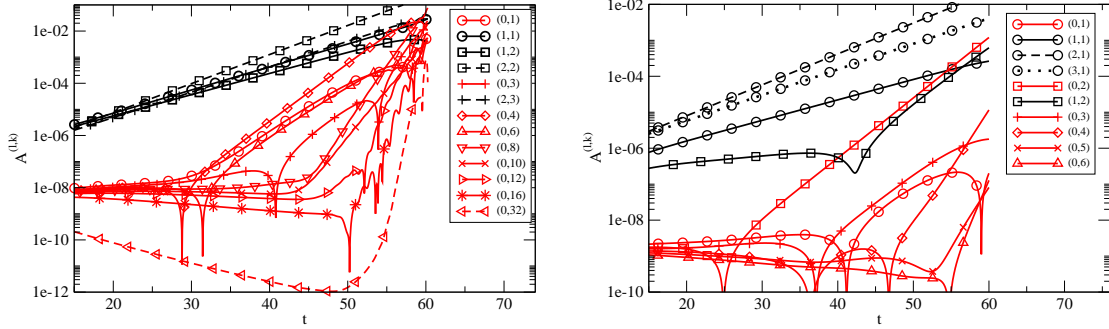 A^(l,k)
1e-02
1e-04
1e-06
1e-08
1e-10
1e-12
20
30
40
50
60
70
t
(0,1)
(1,1)
(1,2)
(2,2)
(0,3)
(2,3)
(0,4)
(0,6)
(0,8)
(0,10)
(0,12)
(0,16)
(0,32)
A^(l,k)
1e-02
1e-04
1e-06
1e-08
1e-10
20
30
40
50
60
70
t
(0,1)
(1,1)
(2,1)
(3,1)
(0,2)
(1,2)
(0,3)
(0,4)
(0,5)
(0,6)